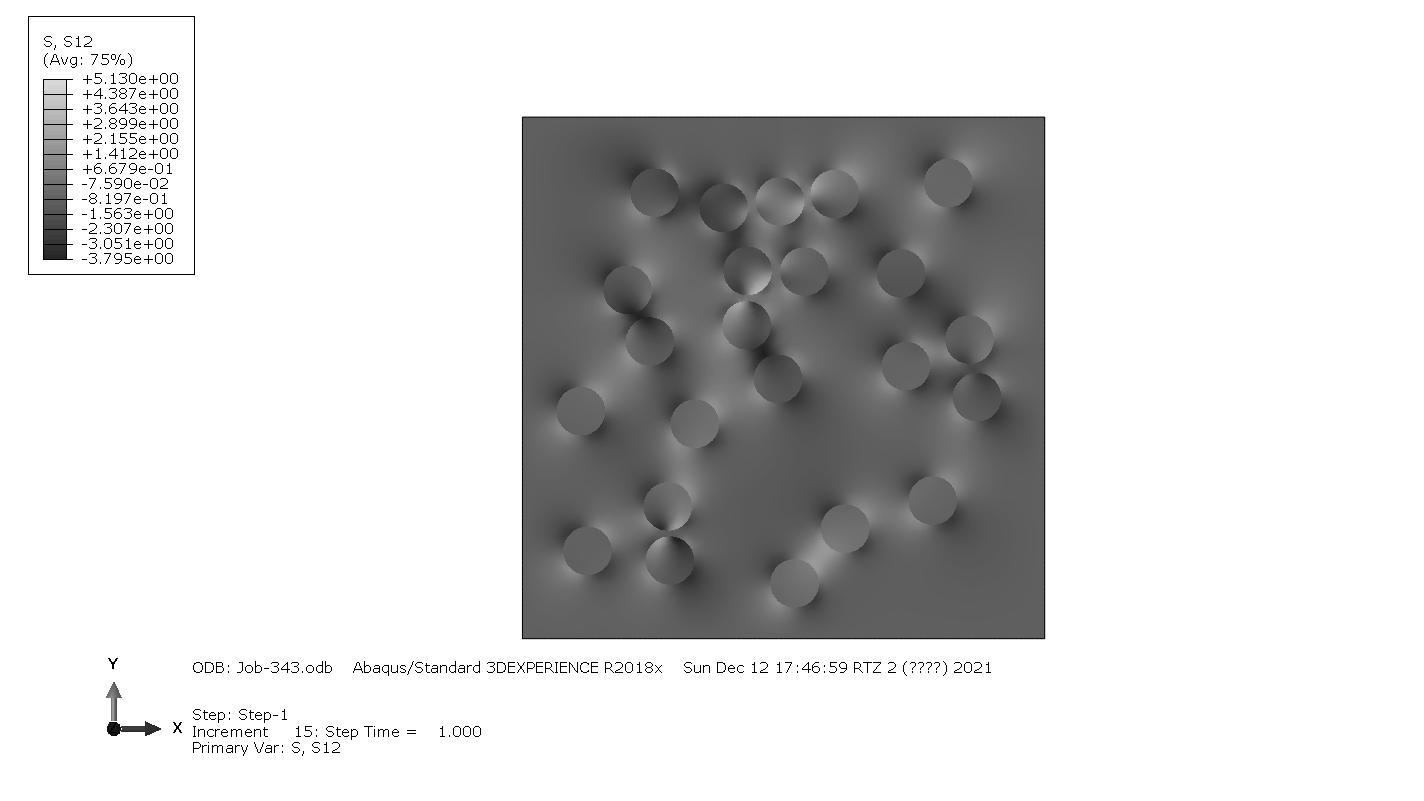 S, S12
(Avg: 75%)
+5.130e+00
+4.387e+00
+3.643e+00
+2.899e+00
+2.155e+00
+1.412e+00
+6.679e-01
-7.590e-02
-8.197e-01
-1.563e+00
-2.307e+00
-3.051e+00
-3.795e+00
Y
X
ODB: Job-343.odb Abaqus/Standard 3DEXPERIENCE R2018x Sun Dec 12 17:46:59 RTZ 2 (????) 2021
Step: Step-1
Increment 15: Step Time = 1.000
Primary Var: S, S12